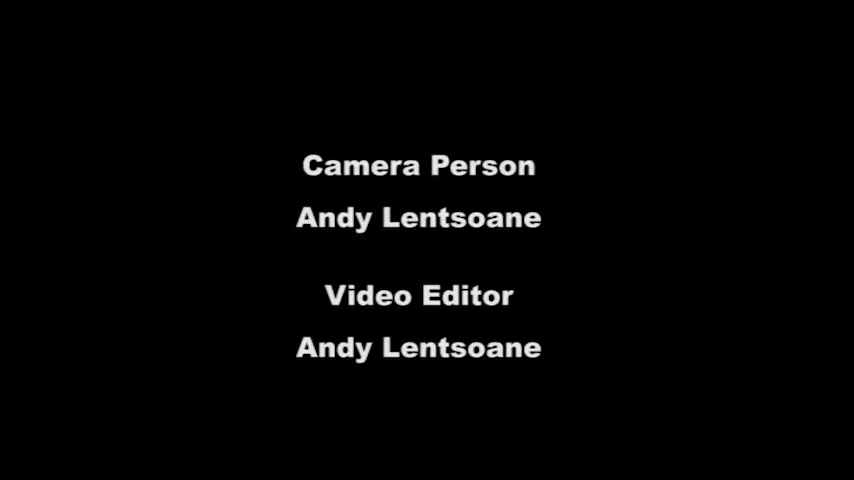 Camera Person
Andy Lentsoane
Video Editor
Andy Lentsoane